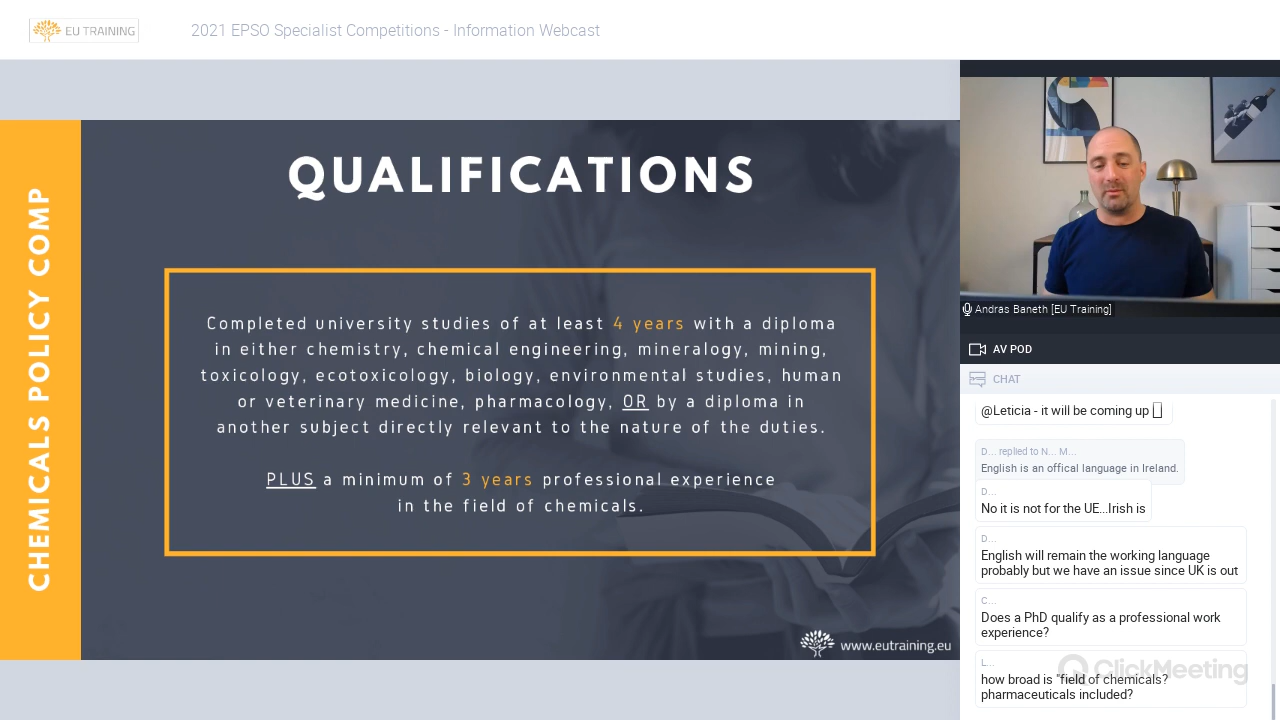 EU TRAINING
2021 EPSO Specialist Competitions - Information Webcast
CHEMICALS POLICY COMP
QUALIFICATIONS
Completed university studies of at least 4 years with a diploma
in either chemistry, chemical engineering, mineralogy, mining,
toxicology, ecotoxicology, biology, environmental studies, human
or veterinary medicine, pharmacology, OR by a diploma in
another subject directly relevant to the nature of the duties.
PLUS a minimum of 3 years professional experience
in the field of chemicals.
www.eutraining.eu
Andras Baneth [EU Training]
AV POD
CHAT
@Leticia - it will be coming up
D... replied to N... M...
English is an offical language in Ireland.
D...
No it is not for the UE...Irish is
D...
English will remain the working language
probably but we have an issue since UK is out
C...
Does a PhD qualify as a professional work
experience?
L...
how broad is "field of chemicals?
pharmaceuticals included?
ClickMeeting